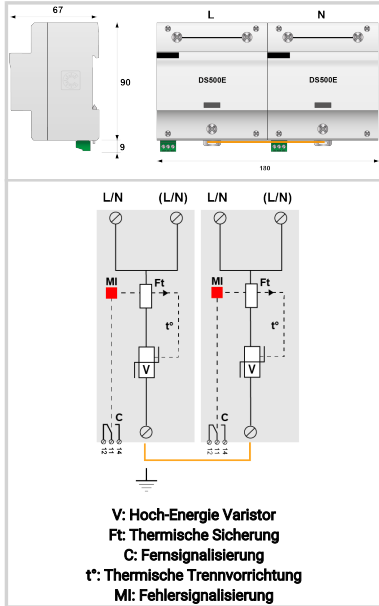 67
L
N
90
DS500E
DS500E
9
180
L/N
(L/N)
L/N
(L/N)
MI
Ft
MI
Ft
t°
t°
V
V
C
C
12
11
14
12
11
14
V: Hoch-Energie Varistor
Ft: Thermische Sicherung
C: Fernsignalisierung
t°: Thermische Trennvorrichtung
MI: Fehlersignalisierung